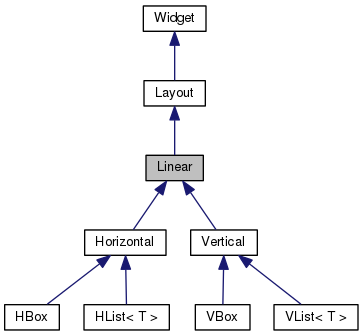 Widget
Layout
Linear
Horizontal
Vertical
HBox
HList< T >
VBox
VList< T >